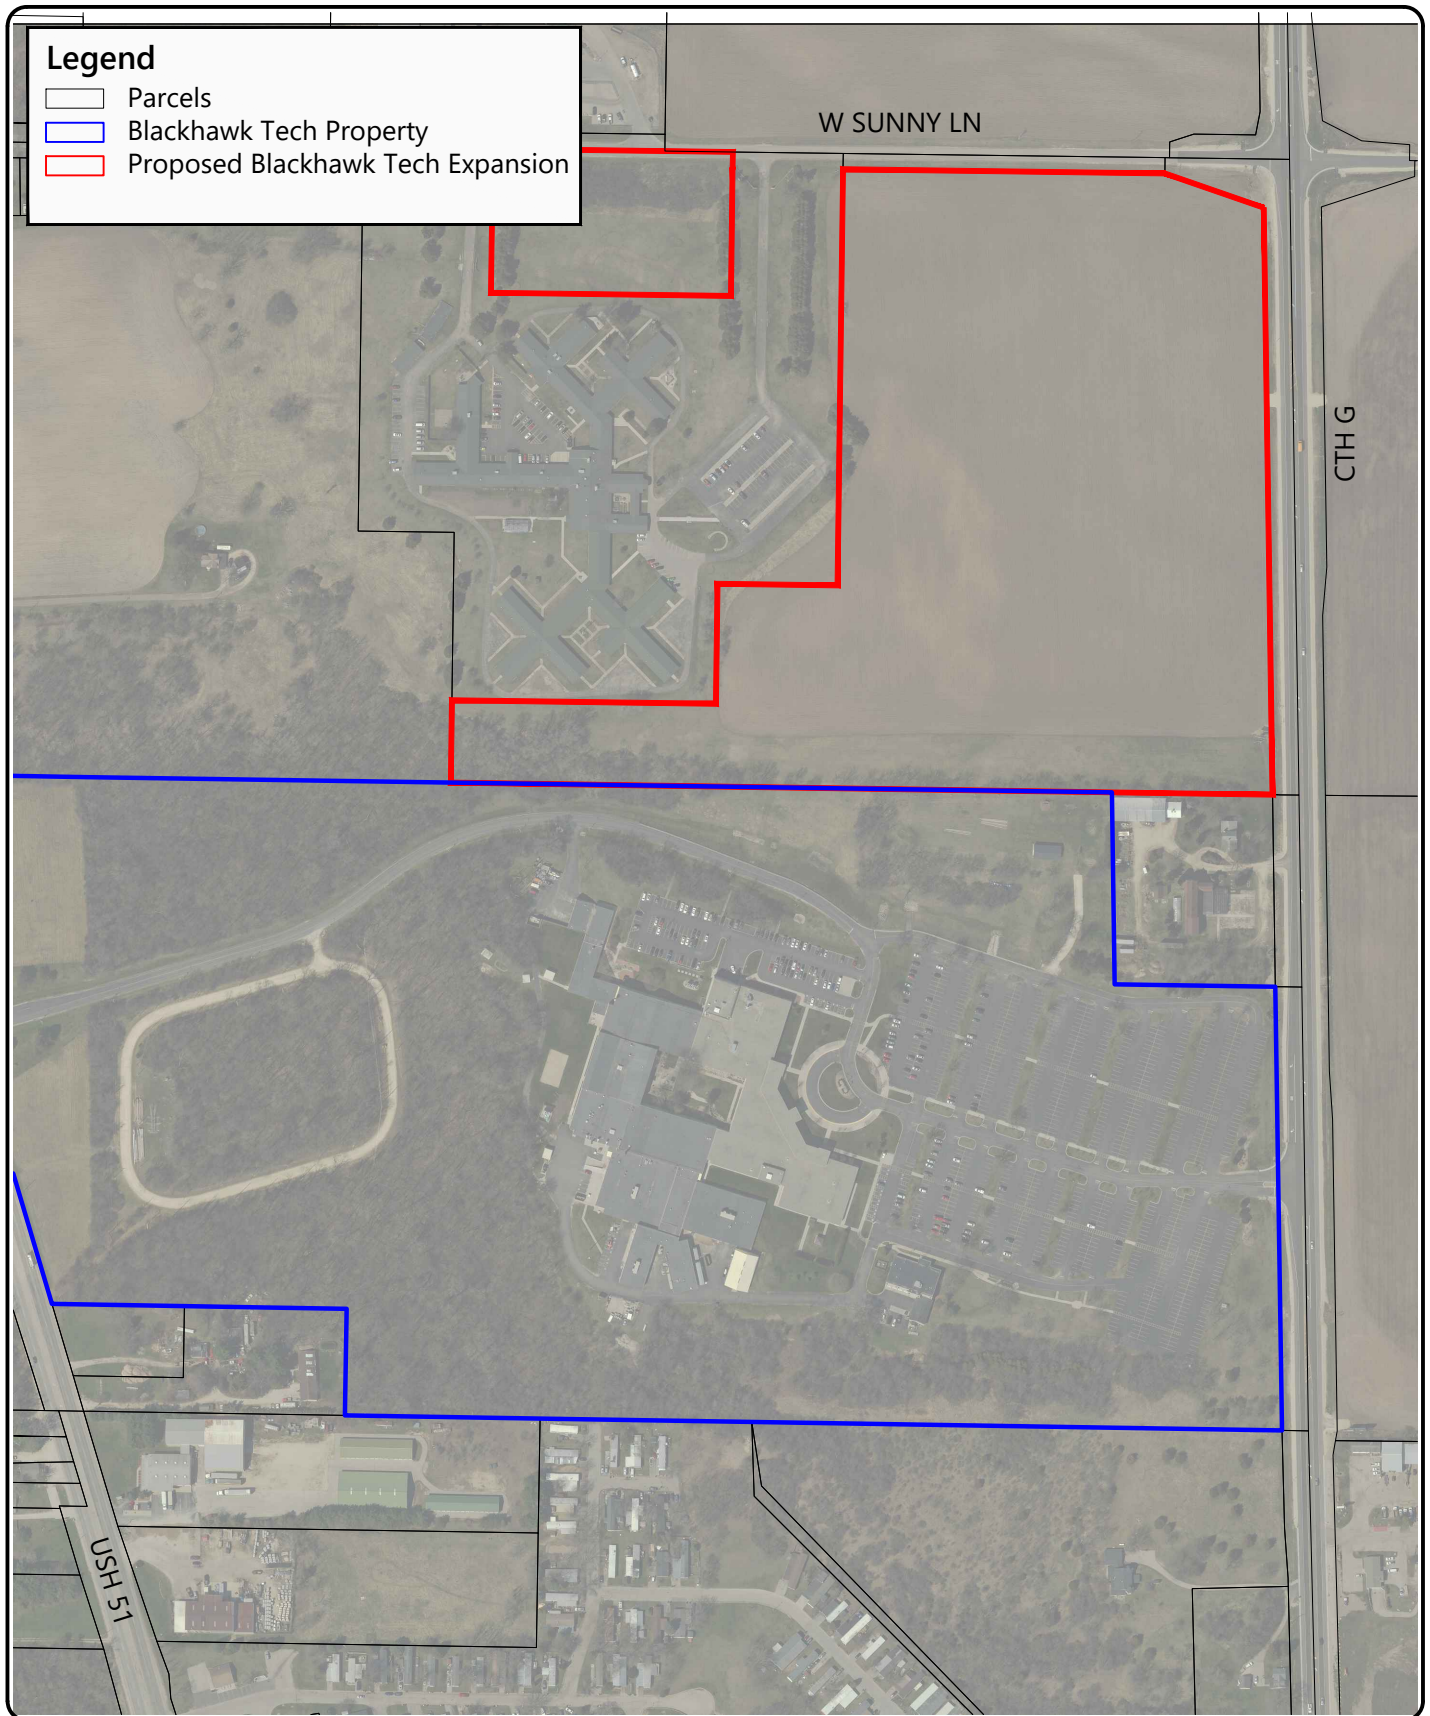 Legend
Parcels
Blackhawk Tech Property
Proposed Blackhawk Tech Expansion
W SUNNY LN
CTH G
USH 51